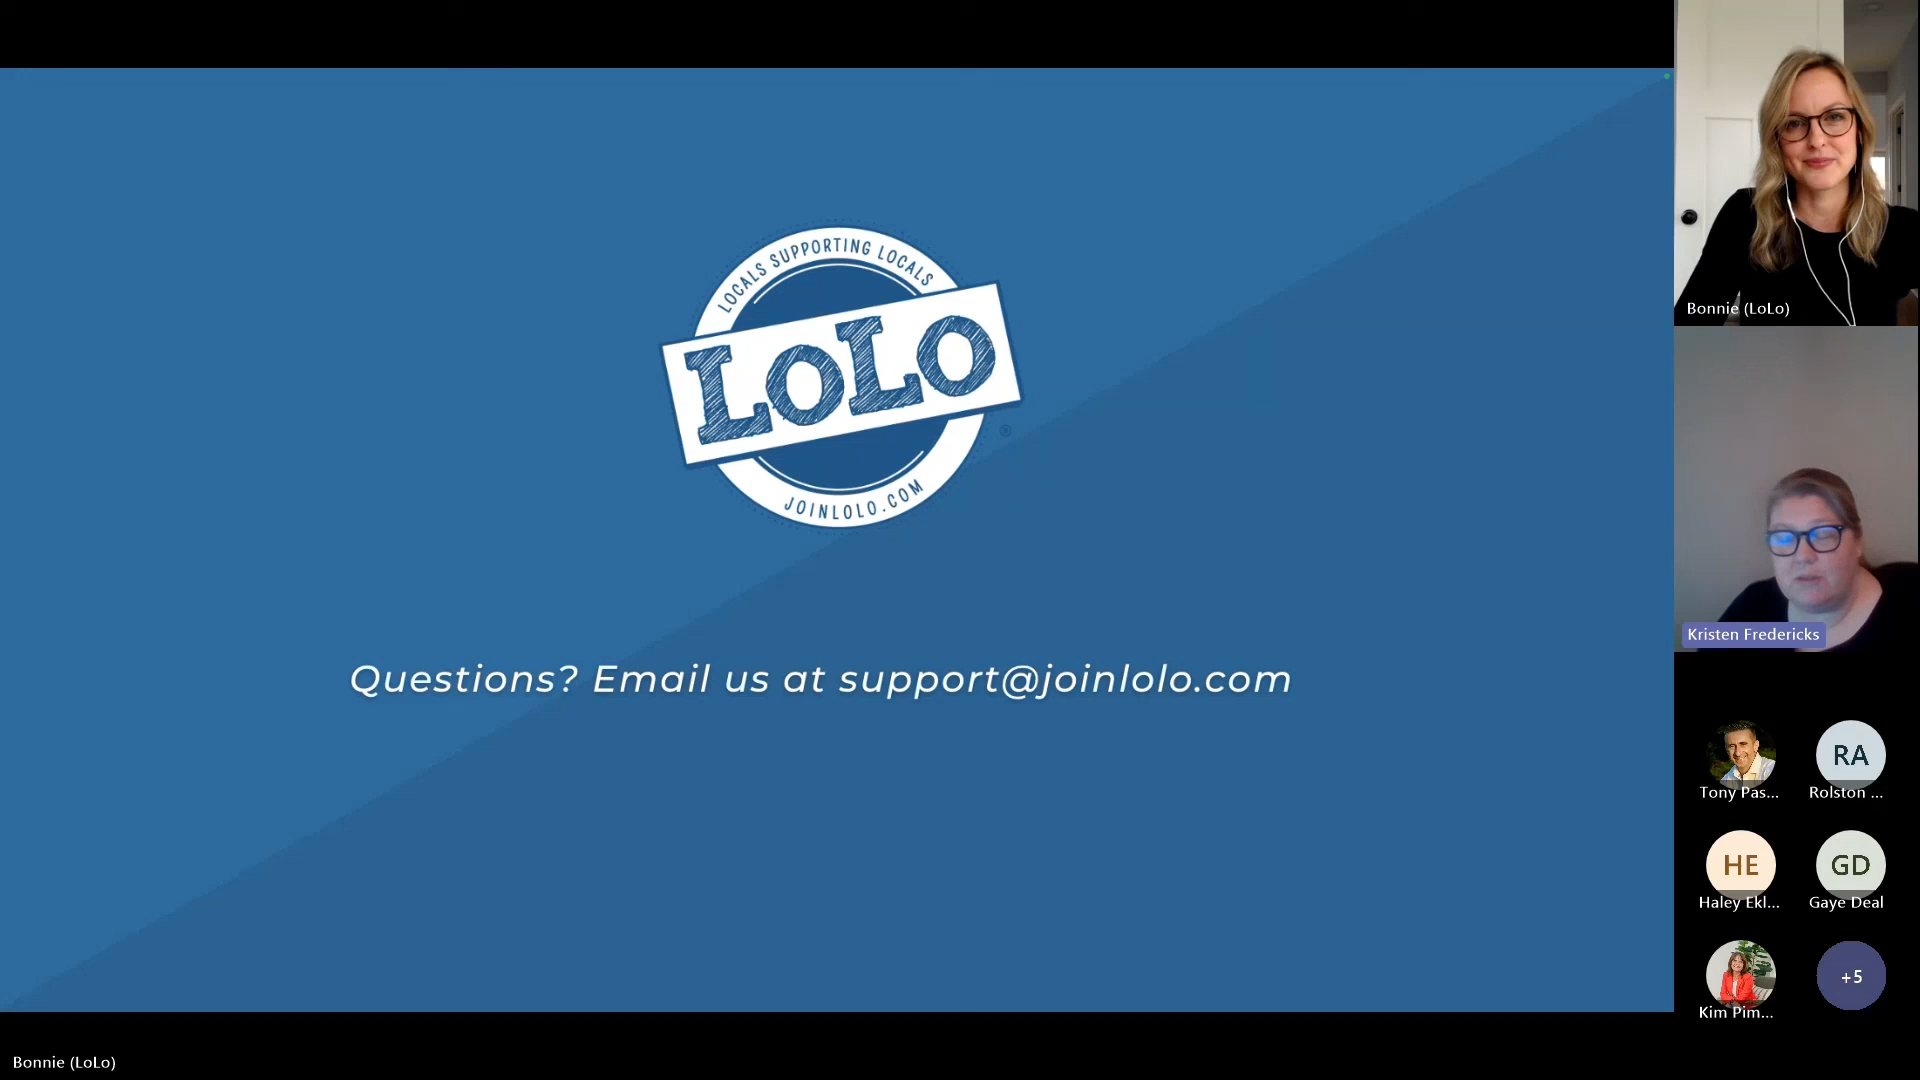 LOCALS SUPPORTING LOCALS
LOLO
®
JOINLOLO.COM
Questions? Email us at support@joinlolo.com
Bonnie (LoLo)
Kristen Fredericks
Tony Pas...
RA
Rolston ...
HE
Haley Ekl...
GD
Gaye Deal
Kim Pim...
+5
Bonnie (LoLo)